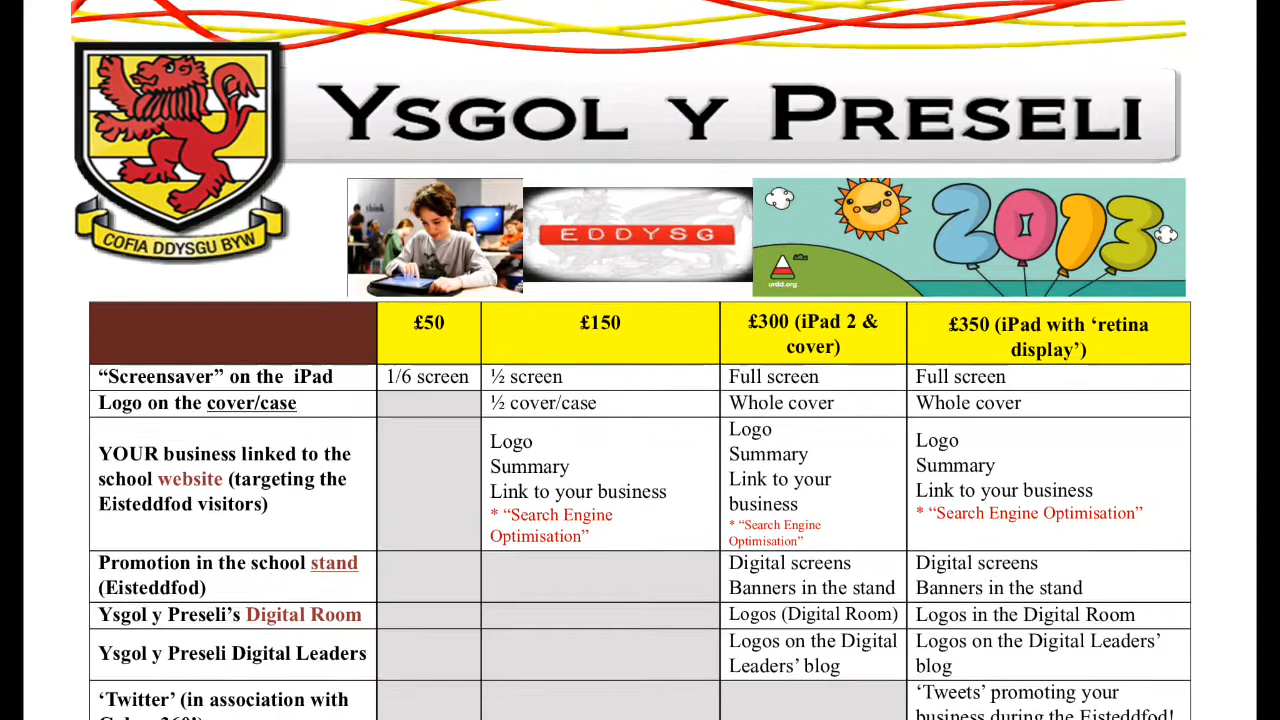 YSGOL Y PRESELI
COFIA DDYSGU BYW
think
EDDYSG
2013
urdd.org
£50
£150
£300 (iPad 2 &
cover)
£350 (iPad with ‘retina
display’)
“Screensaver” on the iPad
1/6 screen
½ screen
Full screen
Full screen
Logo on the cover/case
½ cover/case
Whole cover
Whole cover
YOUR business linked to the
school website (targeting the
Eisteddfod visitors)
Logo
Summary
Link to your business
* “Search Engine
Optimisation”
Logo
Summary
Link to your
business
* “Search Engine
Optimisation”
Logo
Summary
Link to your business
* “Search Engine Optimisation”
Promotion in the school stand
(Eisteddfod)
Digital screens
Banners in the stand
Digital screens
Banners in the stand
Ysgol y Preseli’s Digital Room
Logos (Digital Room)
Logos in the Digital Room
Ysgol y Preseli Digital Leaders
Logos on the Digital
Leaders’ blog
Logos on the Digital Leaders’
blog
‘Twitter’ (in association with
‘Tweets’ promoting your
business during the Eisteddfod!